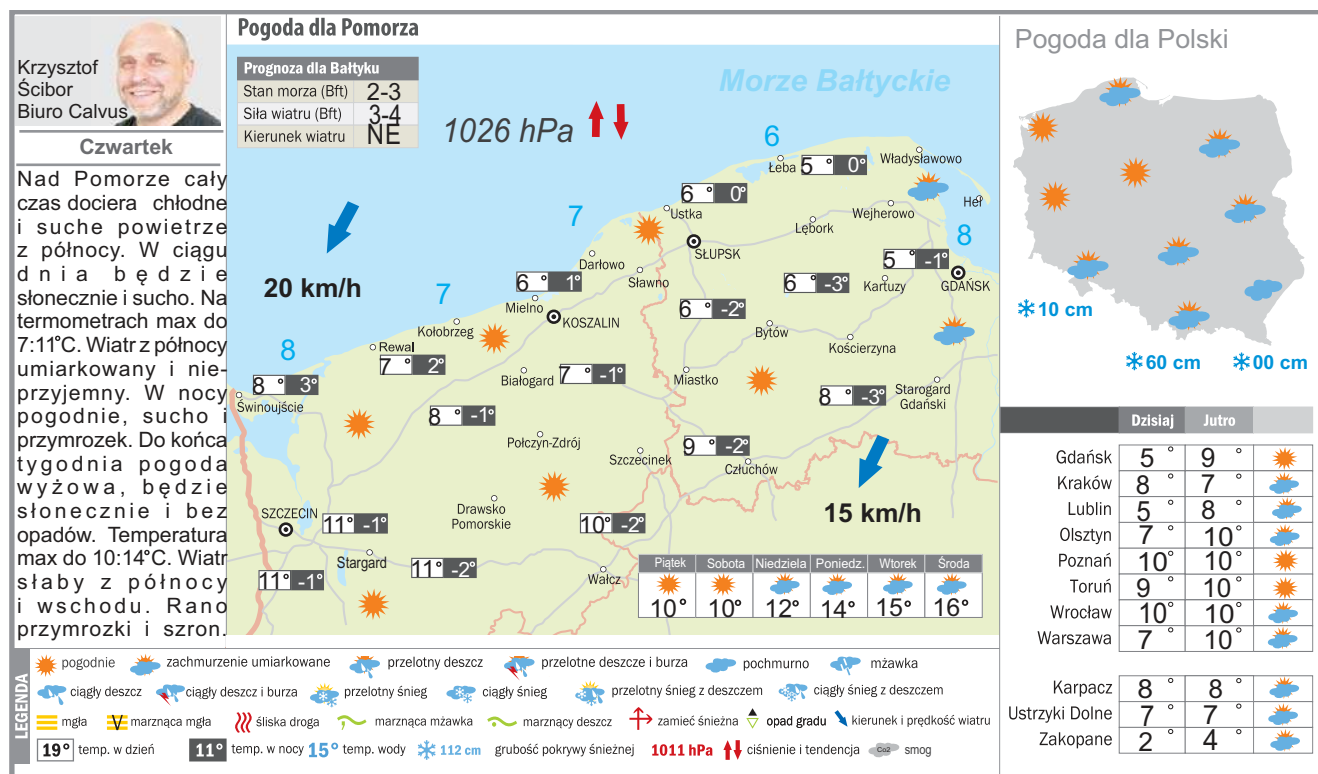 Krzysztof
Ścibor
Biuro Calvus
Czwartek
Nad Pomorze cały
czas dociera chłodne
i suche powietrze
z północy. W ciągu
dnia będzie
słonecznie i sucho. Na
termometrach max do
7:11°C. Wiatr z północy
umiarkowany i nie-
przyjemny. W nocy
pogodnie, sucho i
przymrozek. Do końca
tygodnia pogoda
wyżowa, będzie
słonecznie i bez
opadów. Temperatura
max do 10:14°C. Wiatr
słaby z północy
i wschodu. Rano
przymrozki i szron.
Pogoda dla Pomorza
Prognoza dla Bałtyku
Stan morza (Bft) 2-3
Siła wiatru (Bft) 3-4
Kierunek wiatru NE
1026 hPa
Morze Bałtyckie
6
Łeba 5° 0°
Władysławowo
6° 0°
Ustka
7
Wejherowo
Hel
Lębork
8
SŁUPSK
Darłowo
5° -1°
GDAŃSK
Kartuzy
6° -3°
Sławno
6° 1°
20 km/h
7
Mielno
KOSZALIN
6° -2°
Bytów
Kołobrzeg
Kościerzyna
Rewal
8
7° 2°
Białogard
7° -1°
Miastko
8° 3°
Świnoujście
Starogard
Gdański
8° -3°
8° -1°
Połczyn-Zdrój
9° -2°
Szczecinek
Człuchów
Drawsko
Pomorskie
15 km/h
SZCZECIN
11° -1°
10° -2°
Stargard
11° -2°
Wałcz
11° -1°
Piątek Sobota Niedziela Poniedz. Wtorek Środa
10° 10° 12° 14° 15° 16°
Pogoda dla Polski
10 cm
60 cm
00 cm
Dzisiaj Jutro
Gdańsk 5° 9°
Kraków 8° 7°
Lublin 5° 8°
Olsztyn 7° 10°
Poznań 10° 10°
Toruń 9° 10°
Wrocław 10° 10°
Warszawa 7° 10°
Karpacz 8° 8°
Ustrzyki Dolne 7° 7°
Zakopane 2° 4°
LEGENDA
pogodnie zachmurzenie umiarkowane przelotny deszcz przelotne deszcze i burza pochmurno mżawka
ciągły deszcz ciągły deszcz i burza przelotny śnieg ciągły śnieg przelotny śnieg z deszczem ciągły śnieg z deszczem
mgła marznąca mgła śliska droga marznąca mżawka marznący deszcz zamieć śnieżna opad gradu kierunek i prędkość wiatru
19° temp. w dzień 11° temp. w nocy 15° temp. wody 112 cm grubość pokrywy śnieżnej 1011 hPa ciśnienie i tendencja Co2 smog